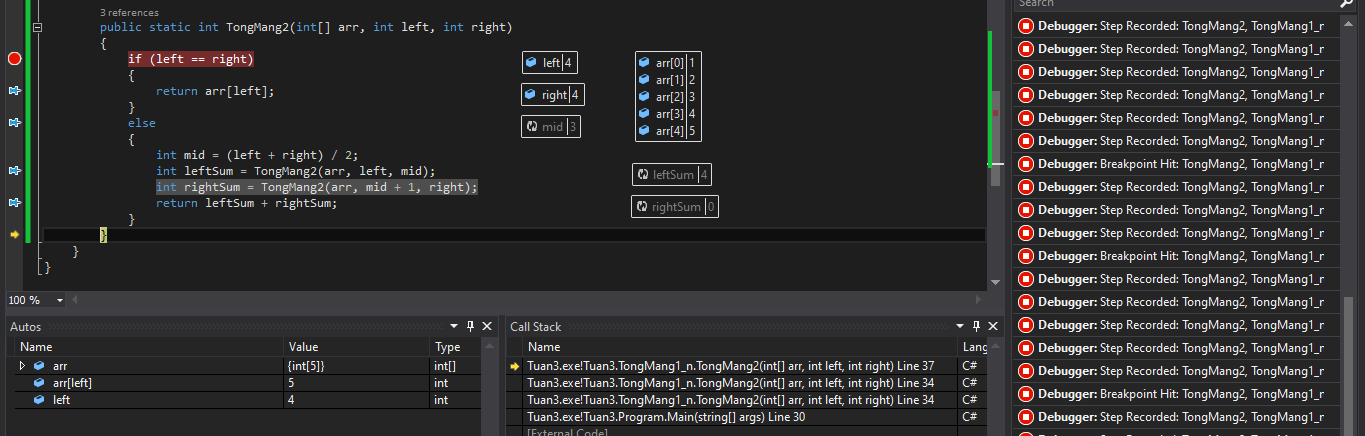 3 references
public static int TongMang2(int[] arr, int left, int right)
{
if (left == right)
{
return arr[left];
}
else
{
int mid = (left + right) / 2;
int leftSum = TongMang2(arr, left, mid);
int rightSum = TongMang2(arr, mid + 1, right);
return leftSum + rightSum;
}
}
}
}
left 4
right 4
mid 3
arr[0] 1
arr[1] 2
arr[2] 3
arr[3] 4
arr[4] 5
leftSum 4
rightSum 0
100 %
Autos
Name Value Type
arr {int[5]} int[]
arr[left] 5 int
left 4 int
Call Stack
Name Lang
Tuan3.exe!Tuan3.TongMang1_n.TongMang2(int[] arr, int left, int right) Line 37 C#
Tuan3.exe!Tuan3.TongMang1_n.TongMang2(int[] arr, int left, int right) Line 34 C#
Tuan3.exe!Tuan3.TongMang1_n.TongMang2(int[] arr, int left, int right) Line 34 C#
Tuan3.exe!Tuan3.Program.Main(string[] args) Line 30 C#
[External Code]
Search
Debugger: Step Recorded: TongMang2, TongMang1_r
Debugger: Step Recorded: TongMang2, TongMang1_r
Debugger: Step Recorded: TongMang2, TongMang1_r
Debugger: Step Recorded: TongMang2, TongMang1_r
Debugger: Step Recorded: TongMang2, TongMang1_r
Debugger: Step Recorded: TongMang2, TongMang1_r
Debugger: Breakpoint Hit: TongMang2, TongMang1_r
Debugger: Step Recorded: TongMang2, TongMang1_r
Debugger: Step Recorded: TongMang2, TongMang1_r
Debugger: Step Recorded: TongMang2, TongMang1_r
Debugger: Breakpoint Hit: TongMang2, TongMang1_r
Debugger: Step Recorded: TongMang2, TongMang1_r
Debugger: Step Recorded: TongMang2, TongMang1_r
Debugger: Step Recorded: TongMang2, TongMang1_r
Debugger: Step Recorded: TongMang2, TongMang1_r
Debugger: Step Recorded: TongMang2, TongMang1_r
Debugger: Breakpoint Hit: TongMang2, TongMang1_r
Debugger: Step Recorded: TongMang2, TongMang1_r
Debugger: Step Recorded: TongMang2, TongMang1_r